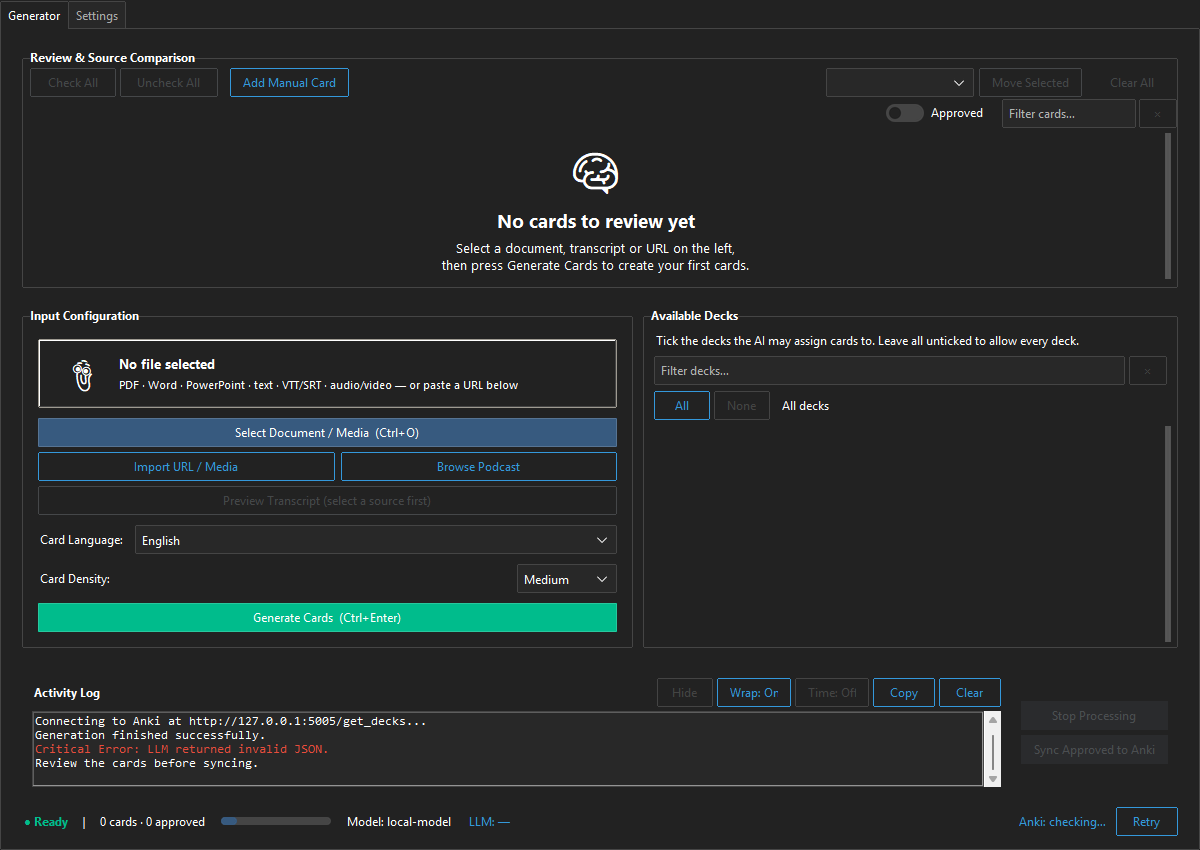 Generator
Settings
Review & Source Comparison
Check All
Uncheck All
Add Manual Card
Move Selected
Clear All
Approved
Filter cards...
×
No cards to review yet
Select a document, transcript or URL on the left,
then press Generate Cards to create your first cards.
Input Configuration
No file selected
PDF · Word · PowerPoint · text · VTT/SRT · audio/video — or paste a URL below
Select Document / Media (Ctrl+O)
Import URL / Media
Browse Podcast
Preview Transcript (select a source first)
Card Language:
English
Card Density:
Medium
Generate Cards (Ctrl+Enter)
Available Decks
Tick the decks the AI may assign cards to. Leave all unticked to allow every deck.
Filter decks...
×
All
None
All decks
Activity Log
Hide
Wrap: On
Time: Off
Copy
Clear
Connecting to Anki at http://127.0.0.1:5005/get_decks...
Generation finished successfully.
Critical Error: LLM returned invalid JSON.
Review the cards before syncing.
Stop Processing
Sync Approved to Anki
● Ready
|
0 cards · 0 approved
Model: local-model
LLM: —
Anki: checking...
Retry